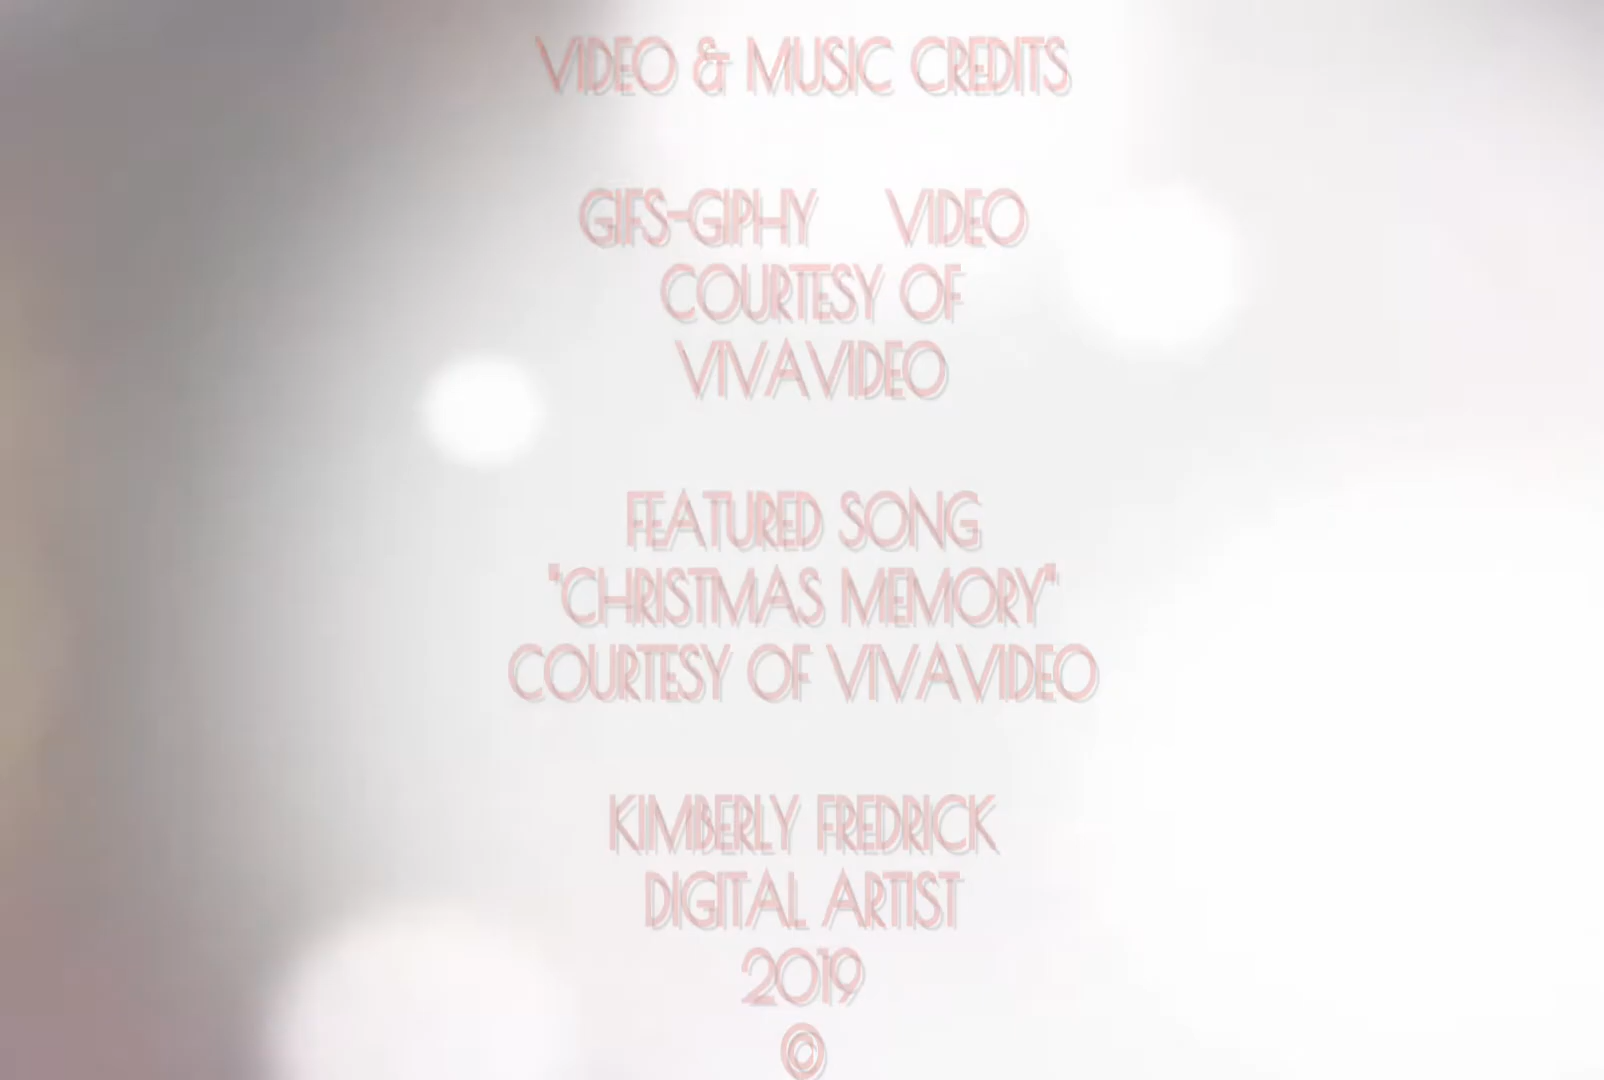 VIDEO & MUSIC CREDITS
GIFS-GIPHY VIDEO
COURTESY OF
VIVAVIDEO
FEATURED SONG
"CHRISTMAS MEMORY"
COURTESY OF VIVAVIDEO
KIMBERLY FREDRICK
DIGITAL ARTIST
2019
©